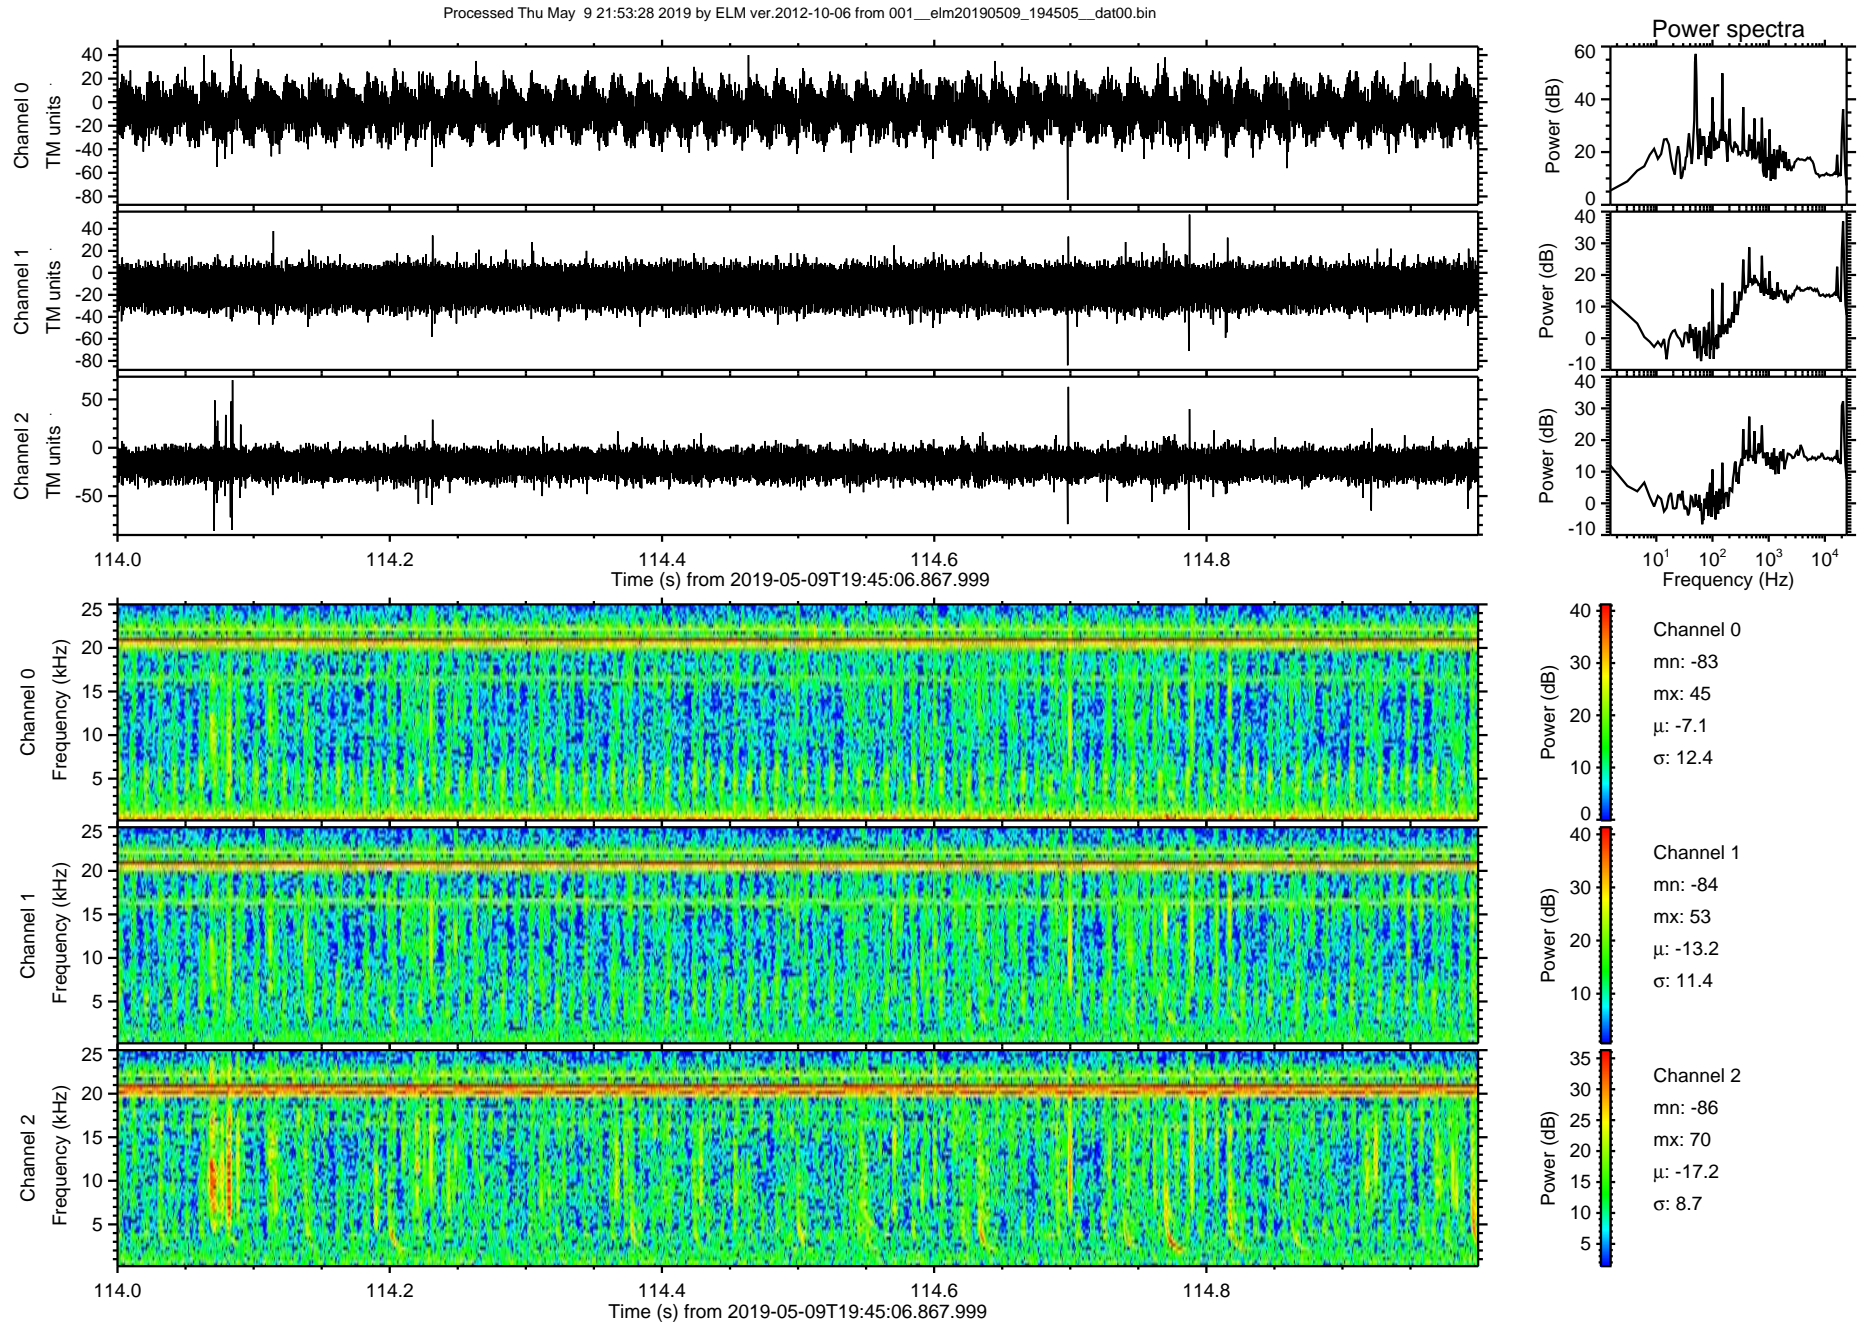 Processed Thu May  9 21:53:28 2019 by ELM ver.2012-10-06 from 001__elm20190509_194505__dat00.bin
Power spectra
Channel 0
TM units
40
20
0
-20
-40
-60
-80
Power (dB)
60
40
20
0
Channel 1
TM units
40
20
0
-20
-40
-60
-80
Power (dB)
40
30
20
10
0
-10
Channel 2
TM units
50
0
-50
Power (dB)
40
30
20
10
0
-10
114.0 114.2 114.4 114.6 114.8
Time (s) from 2019-05-09T19:45:06.867.999
10¹ 10² 10³ 10⁴
Frequency (Hz)
Channel 0
Frequency (kHz)
25
20
15
10
5
Power (dB)
40
30
20
10
0
Channel 0
mn: -83
mx: 45
µ: -7.1
σ: 12.4
Channel 1
Frequency (kHz)
25
20
15
10
5
Power (dB)
40
30
20
10
Channel 1
mn: -84
mx: 53
µ: -13.2
σ: 11.4
Channel 2
Frequency (kHz)
25
20
15
10
5
Power (dB)
35
30
25
20
15
10
5
Channel 2
mn: -86
mx: 70
µ: -17.2
σ: 8.7
114.0 114.2 114.4 114.6 114.8
Time (s) from 2019-05-09T19:45:06.867.999